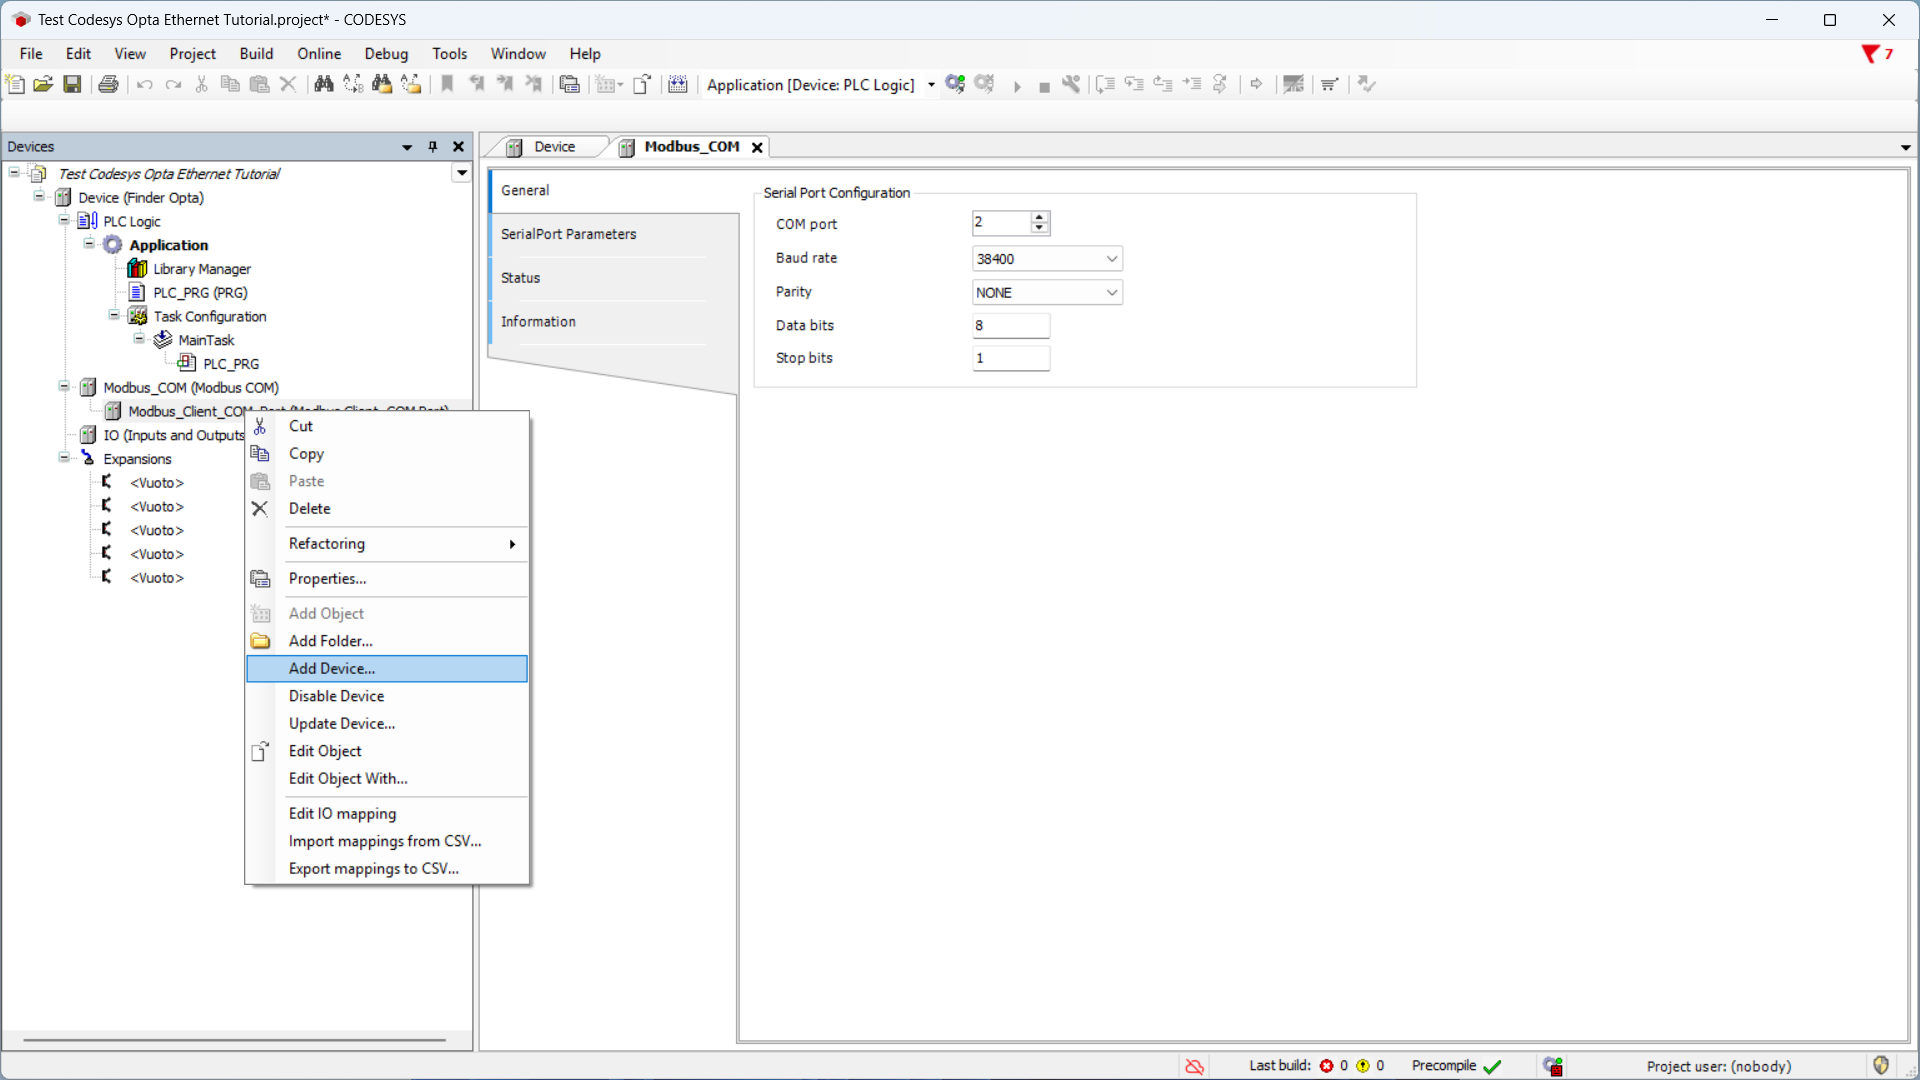 Test Codesys Opta Ethernet Tutorial.project* - CODESYS
File Edit View Project Build Online Debug Tools Window Help
7
Application [Device: PLC Logic]
Devices
Test Codesys Opta Ethernet Tutorial
Device (Finder Opta)
PLC Logic
Application
Library Manager
PLC_PRG (PRG)
Task Configuration
MainTask
PLC_PRG
Modbus_COM (Modbus COM)
Modbus_Client_COM_Port (Modbus Client, COM Port)
IO (Inputs and Outputs
Expansions
<Vuoto>
<Vuoto>
<Vuoto>
<Vuoto>
<Vuoto>
Cut
Copy
Paste
Delete
Refactoring
Properties...
Add Object
Add Folder...
Add Device...
Disable Device
Update Device...
Edit Object
Edit Object With...
Edit IO mapping
Import mappings from CSV...
Export mappings to CSV...
Device
Modbus_COM
General
SerialPort Parameters
Status
Information
Serial Port Configuration
COM port 2
Baud rate 38400
Parity NONE
Data bits 8
Stop bits 1
Last build: 0 0 Precompile
Project user: (nobody)